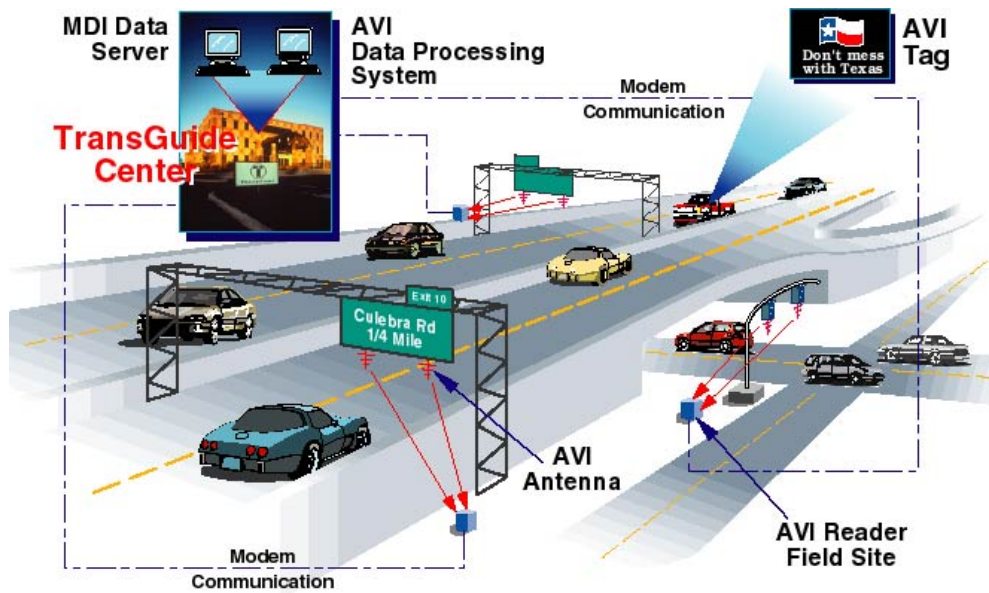 MDI Data
Server
AVI
Data Processing
System
TransGuide
Center
Modem
Communication
Don't mess
with Texas
AVI
Tag
Exit 10
Culebra Rd
1/4 Mile
AVI
Antenna
AVI Reader
Field Site
Modem
Communication